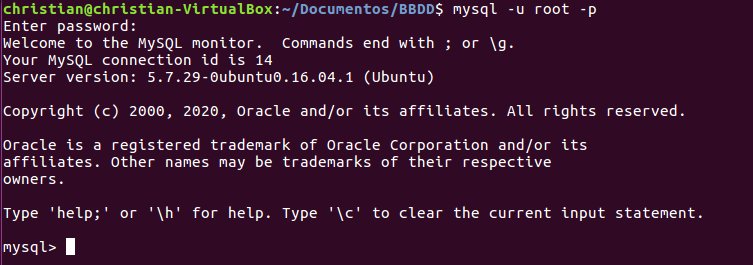 christian@christian-VirtualBox:~/Documentos/BBDD$ mysql -u root -p
Enter password:
Welcome to the MySQL monitor.  Commands end with ; or \g.
Your MySQL connection id is 14
Server version: 5.7.29-0ubuntu0.16.04.1 (Ubuntu)
Copyright (c) 2000, 2020, Oracle and/or its affiliates. All rights reserved.
Oracle is a registered trademark of Oracle Corporation and/or its
affiliates. Other names may be trademarks of their respective
owners.
Type 'help;' or '\h' for help. Type '\c' to clear the current input statement.
mysql>